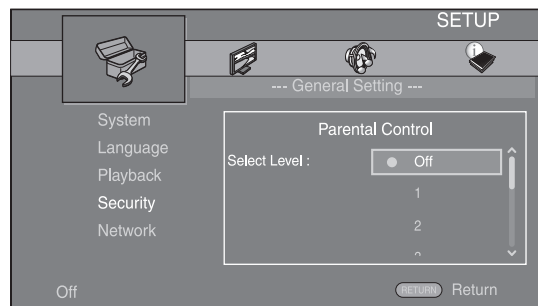 SETUP
--- General Setting ---
System
Language
Playback
Security
Network
Parental Control
Select Level :
Off
1
2
Off
RETURN Return